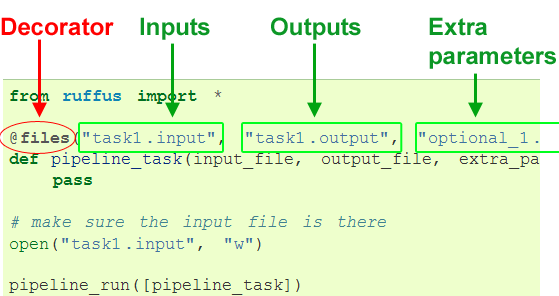 Decorator Inputs Outputs Extra
parameters
from ruffus import *
@files("task1.input", "task1.output", "optional_1.
def pipeline_task(input_file, output_file, extra_pa
pass
# make sure the input file is there
open("task1.input", "w")
pipeline_run([pipeline_task])